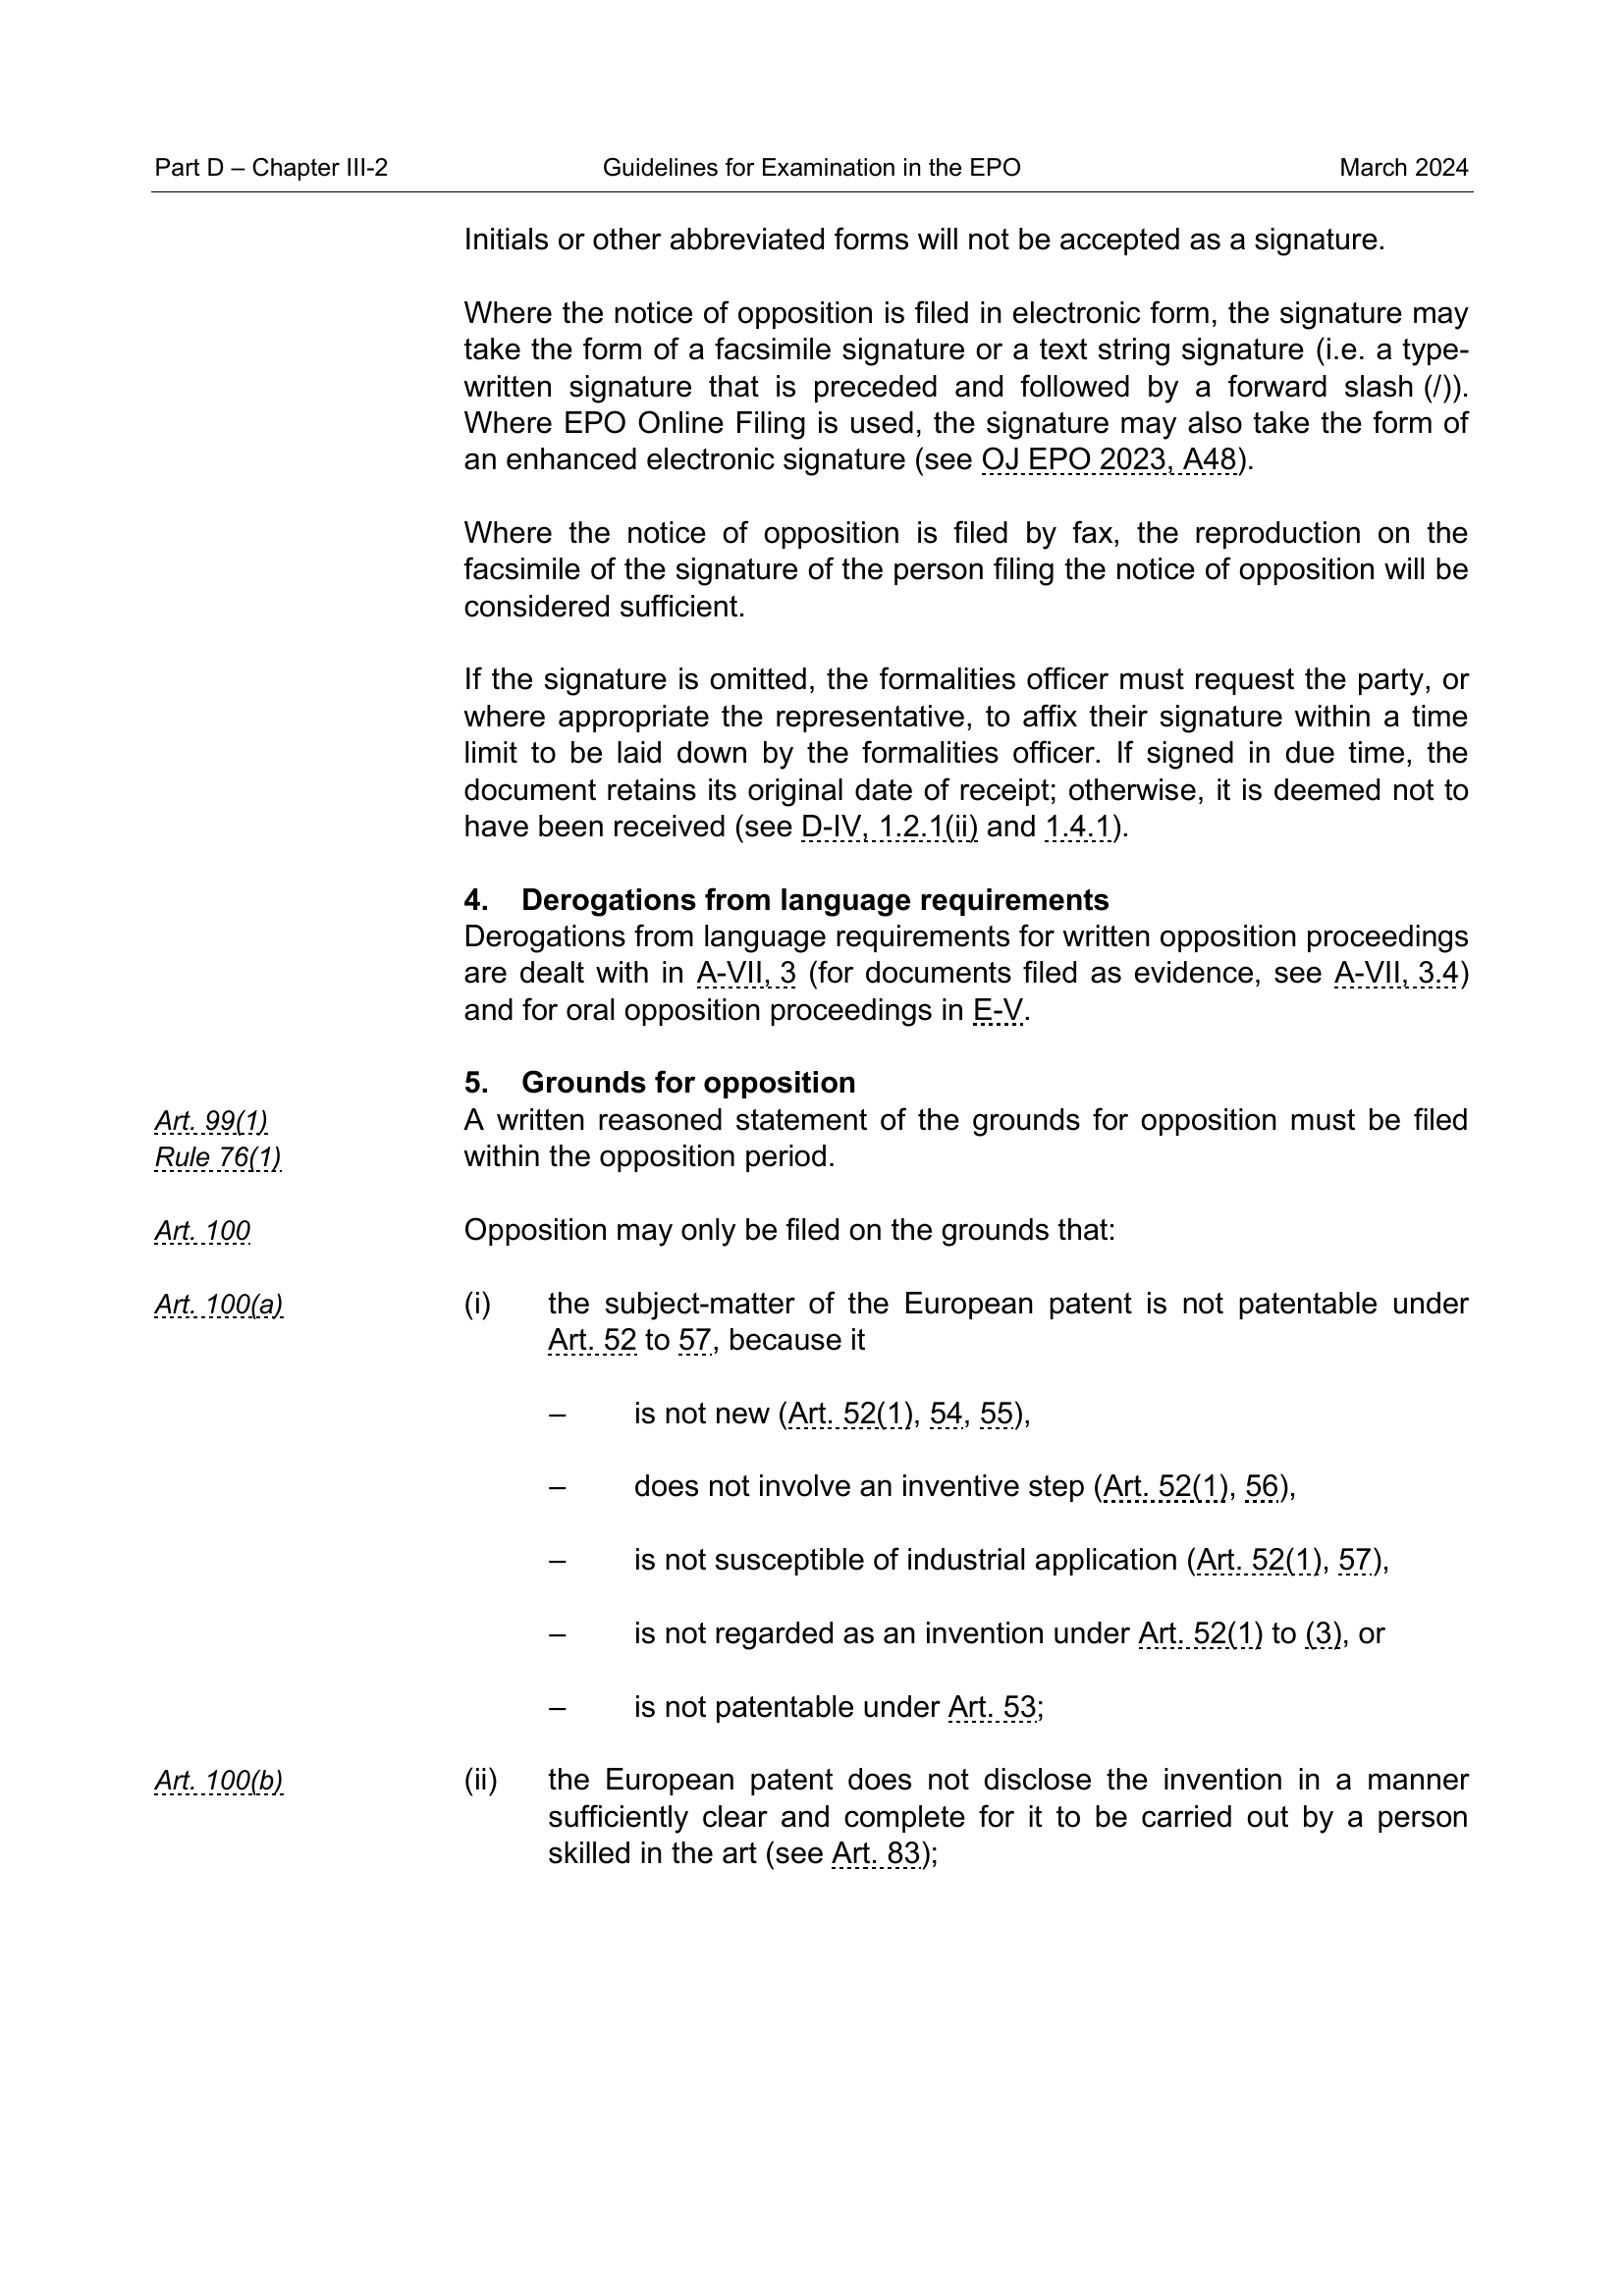 Part D – Chapter III-2 Guidelines for Examination in the EPO March 2024
Initials or other abbreviated forms will not be accepted as a signature.
Where the notice of opposition is filed in electronic form, the signature may
take the form of a facsimile signature or a text string signature (i.e. a type-
written signature that is preceded and followed by a forward slash (/)).
Where EPO Online Filing is used, the signature may also take the form of
an enhanced electronic signature (see OJ EPO 2023, A48).
Where the notice of opposition is filed by fax, the reproduction on the
facsimile of the signature of the person filing the notice of opposition will be
considered sufficient.
If the signature is omitted, the formalities officer must request the party, or
where appropriate the representative, to affix their signature within a time
limit to be laid down by the formalities officer. If signed in due time, the
document retains its original date of receipt; otherwise, it is deemed not to
have been received (see D-IV, 1.2.1(ii) and 1.4.1).
4. Derogations from language requirements
Derogations from language requirements for written opposition proceedings
are dealt with in A-VII, 3 (for documents filed as evidence, see A-VII, 3.4)
and for oral opposition proceedings in E-V.
5. Grounds for opposition
Art. 99(1) A written reasoned statement of the grounds for opposition must be filed
Rule 76(1) within the opposition period.
Art. 100 Opposition may only be filed on the grounds that:
Art. 100(a) (i) the subject-matter of the European patent is not patentable under
Art. 52 to 57, because it
– is not new (Art. 52(1), 54, 55),
– does not involve an inventive step (Art. 52(1), 56),
– is not susceptible of industrial application (Art. 52(1), 57),
– is not regarded as an invention under Art. 52(1) to (3), or
– is not patentable under Art. 53;
Art. 100(b) (ii) the European patent does not disclose the invention in a manner
sufficiently clear and complete for it to be carried out by a person
skilled in the art (see Art. 83);